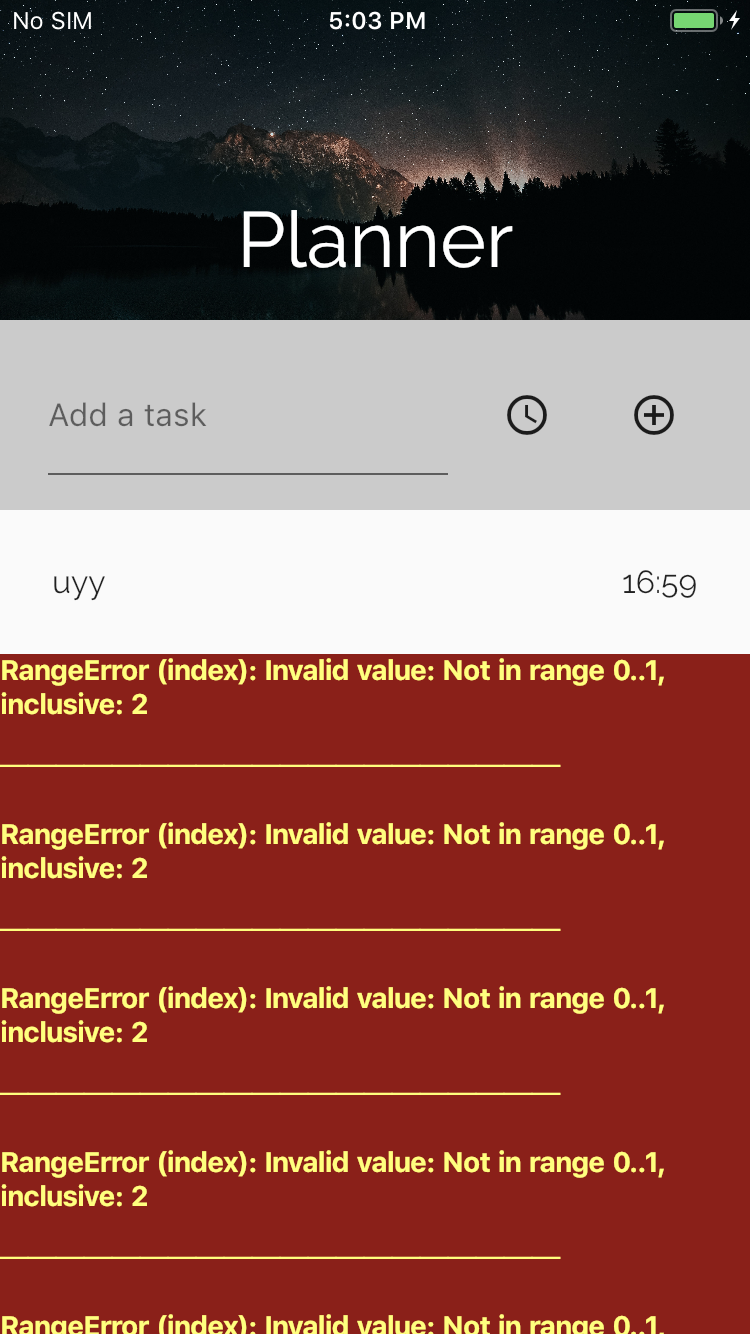 No SIM 5:03 PM
Planner
Add a task
uyy 16:59
RangeError (index): Invalid value: Not in range 0..1,
inclusive: 2
RangeError (index): Invalid value: Not in range 0..1,
inclusive: 2
RangeError (index): Invalid value: Not in range 0..1,
inclusive: 2
RangeError (index): Invalid value: Not in range 0..1,
inclusive: 2
RangeError (index): Invalid value: Not in range 0..1,